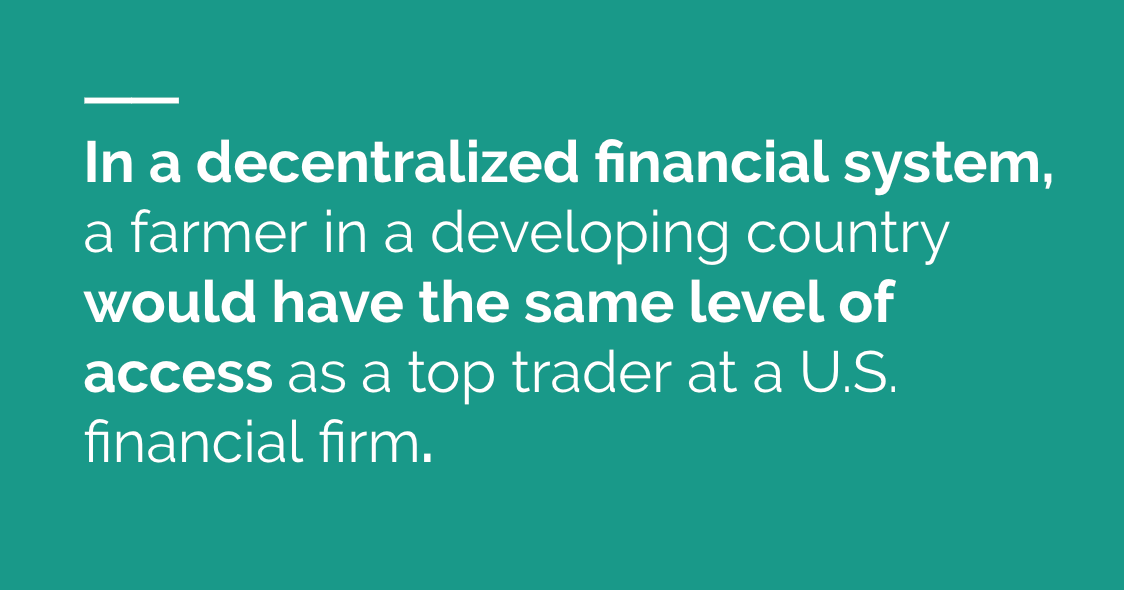 In a decentralized financial system,
a farmer in a developing country
would have the same level of
access as a top trader at a U.S.
financial firm.